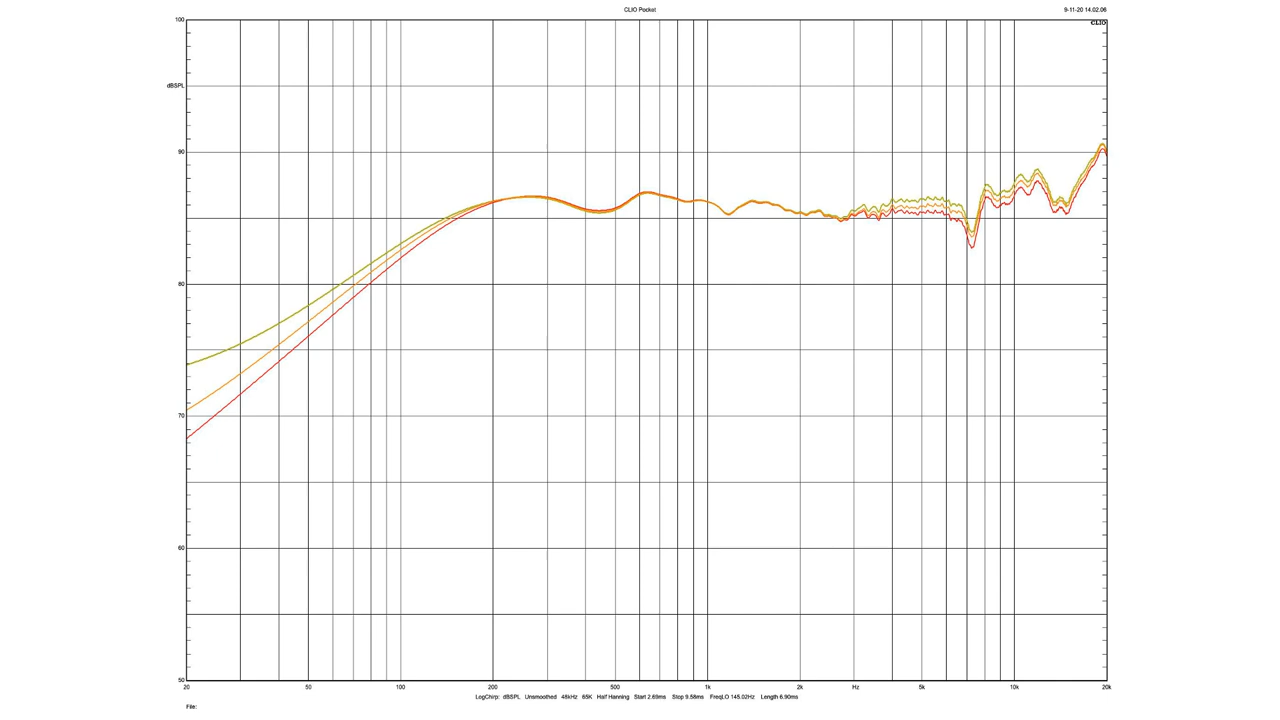 CLIO Pocket 9-11-20 14.02.06
100 CLIO
dBSPL
90
80
70
60
50
20 50 100 200 500 1k 2k Hz 5k 10k 20k
LogChirp: dBSPL Unsmoothed 48kHz 65K Half Hanning Start 2.69ms Stop 9.58ms FreqLO 145.02Hz Length 6.90ms
File: